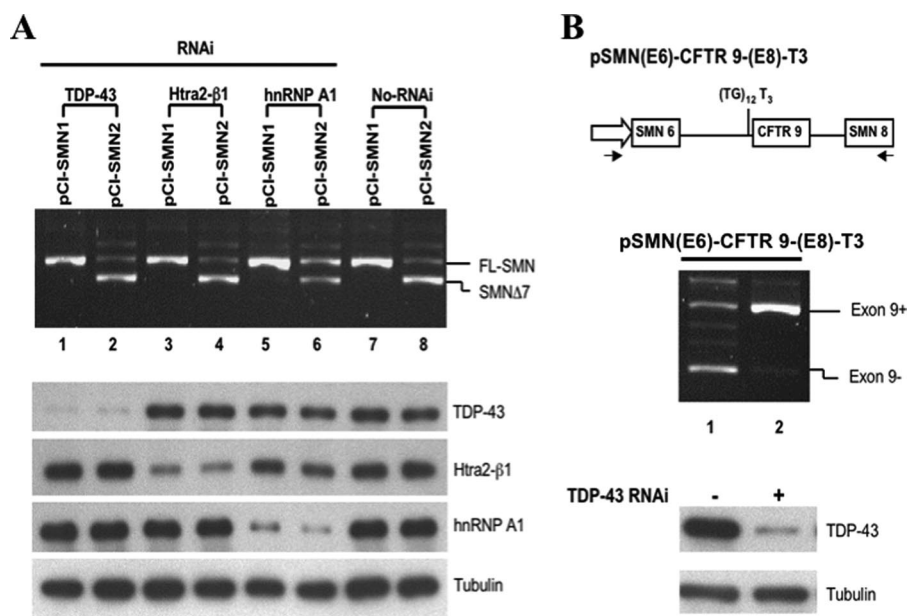 A
RNAi
TDP-43 Htra2-β1 hnRNP A1 No-RNAi
pCI-SMN1 pCI-SMN2 pCI-SMN1 pCI-SMN2 pCI-SMN1 pCI-SMN2 pCI-SMN1 pCI-SMN2
FL-SMN
SMNΔ7
1 2 3 4 5 6 7 8
TDP-43
Htra2-β1
hnRNP A1
Tubulin
B
pSMN(E6)-CFTR 9-(E8)-T3
(TG)12 T3
SMN 6 CFTR 9 SMN 8
pSMN(E6)-CFTR 9-(E8)-T3
Exon 9+
Exon 9-
1 2
TDP-43 RNAi - +
TDP-43
Tubulin